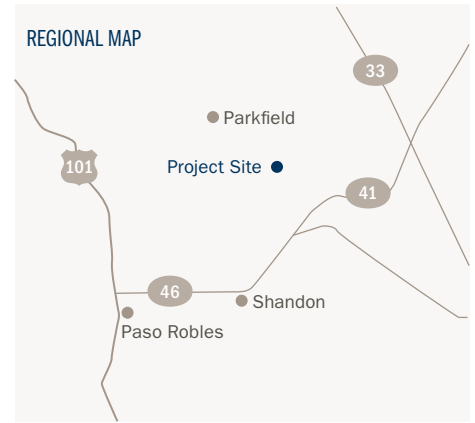 REGIONAL MAP
33
Parkfield
101
Project Site
41
46
Shandon
Paso Robles